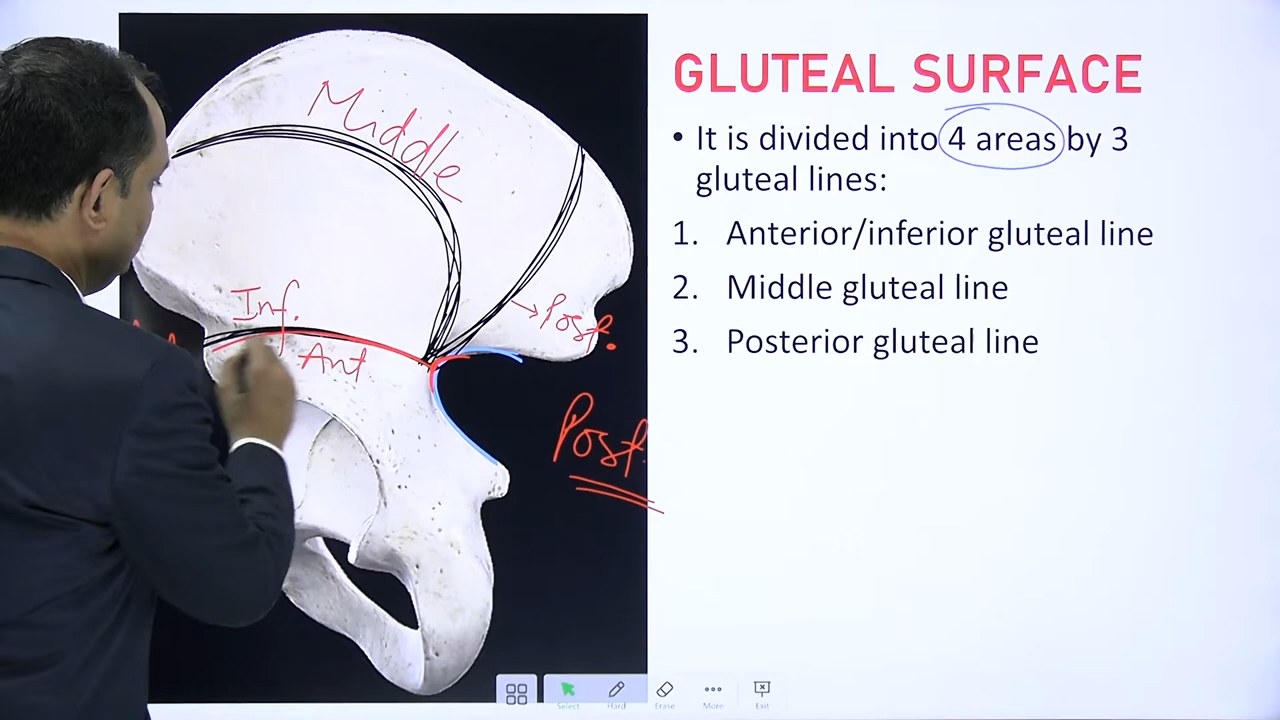 GLUTEAL SURFACE
• It is divided into 4 areas by 3
gluteal lines:
1. Anterior/inferior gluteal line
2. Middle gluteal line
3. Posterior gluteal line
Middle
Inf.
Ant
Post.
Post.
Select
Hard
Erase
More
Exit